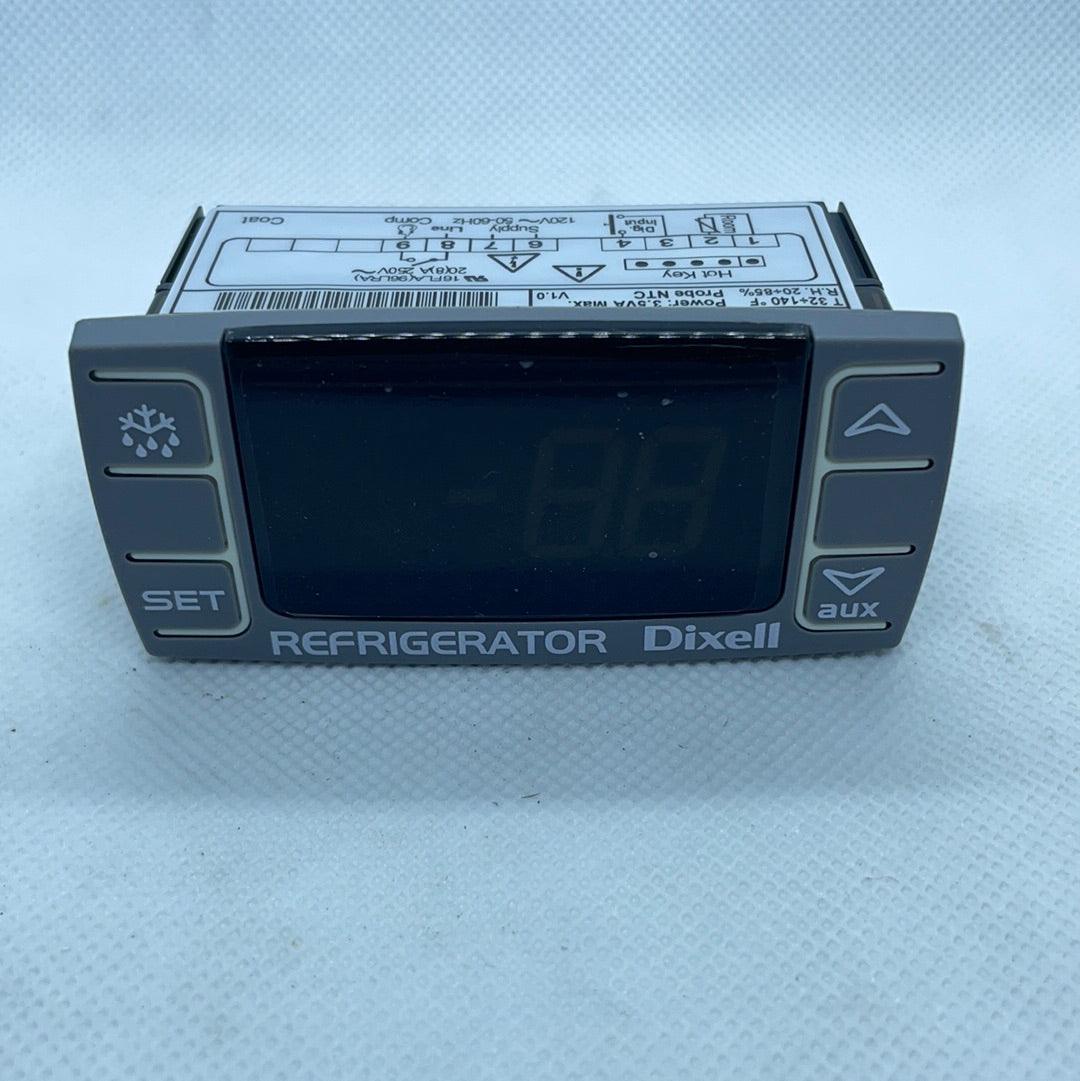 T 32÷140°F Power: 3.5VA Max.
R.H. 20÷85% Probe NTC V1.0
Hot Key 16FLA(96LRA)
20(8)A 250V~
1 2 3 4 6 7 8 9
Room Dig. Supply Line Comp
Input 120V~ 50-60Hz Coat
SET
aux
REFRIGERATOR Dixell